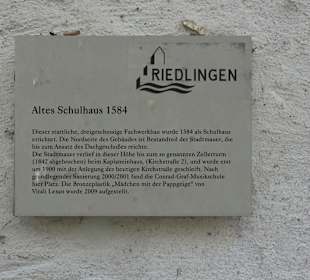 RIEDLINGEN
Altes Schulhaus 1584
Dieser stattliche, dreigeschossige Fachwerkbau wurde 1584 als Schulhaus
errichtet. Die Nordseite des Gebäudes ist Bestandteil der Stadtmauer, die
bis zum Ansatz des Dachgeschoßes reichte.
Die Stadtmauer verlief in dieser Höhe bis zum so genannten Zellerturm
(1842 abgebrochen) beim Kaplaneihaus, (Kirchstraße 2), und wurde erst
um 1900 mit der Anlegung der heutigen Kirchstraße geschleift. Nach
grundlegender Sanierung 2000/2001 fand die Conrad-Graf-Musikschule
hier Platz. Die Bronzeplastik „Mädchen mit der Pappgeige" von
Vitali Lesan wurde 2009 aufgestellt.